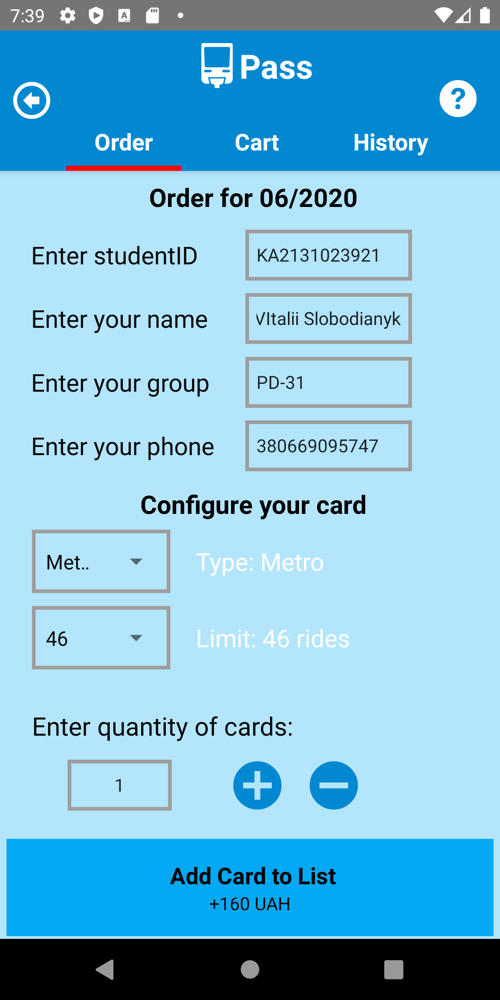 7:39
Pass
Order Cart History
Order for 06/2020
Enter studentID KA2131023921
Enter your name VItalii Slobodianyk
Enter your group PD-31
Enter your phone 380669095747
Configure your card
Met.. Type: Metro
46 Limit: 46 rides
Enter quantity of cards:
1
Add Card to List
+160 UAH